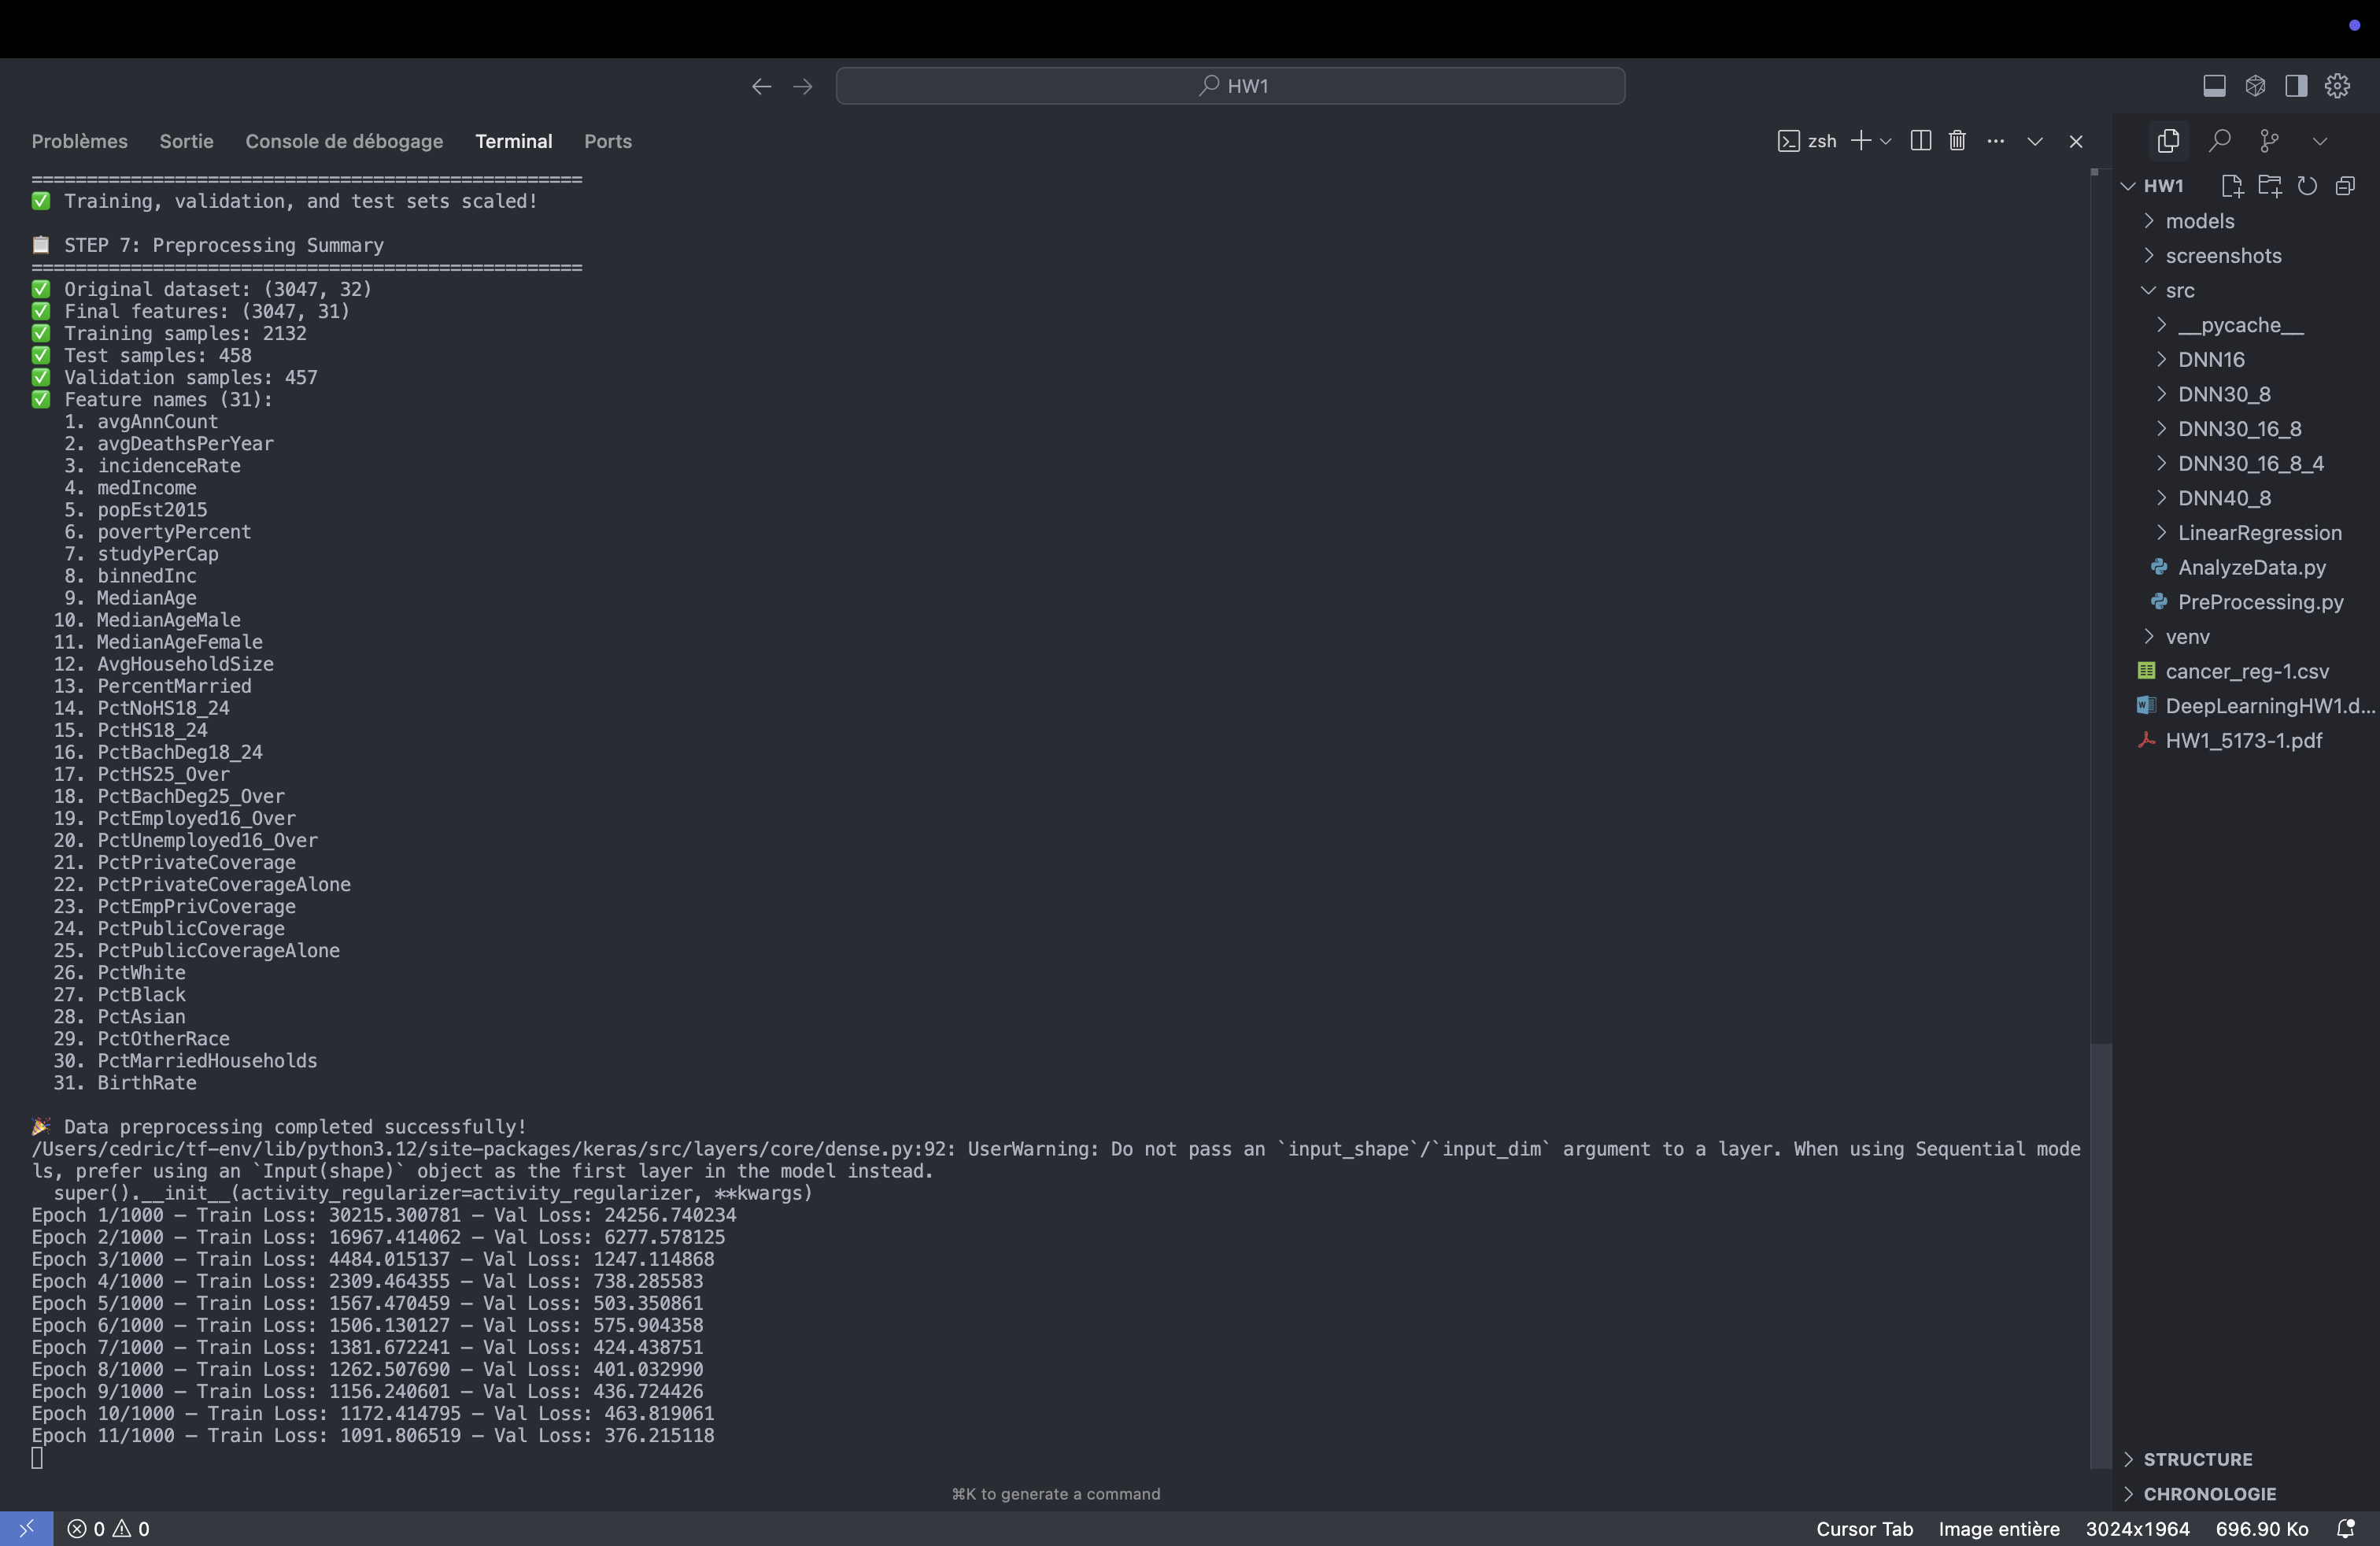 HW1
Problèmes Sortie Console de débogage Terminal Ports
zsh
==================================================
✅ Training, validation, and test sets scaled!
📋 STEP 7: Preprocessing Summary
==================================================
✅ Original dataset: (3047, 32)
✅ Final features: (3047, 31)
✅ Training samples: 2132
✅ Test samples: 458
✅ Validation samples: 457
✅ Feature names (31):
1. avgAnnCount
2. avgDeathsPerYear
3. incidenceRate
4. medIncome
5. popEst2015
6. povertyPercent
7. studyPerCap
8. binnedInc
9. MedianAge
10. MedianAgeMale
11. MedianAgeFemale
12. AvgHouseholdSize
13. PercentMarried
14. PctNoHS18_24
15. PctHS18_24
16. PctBachDeg18_24
17. PctHS25_Over
18. PctBachDeg25_Over
19. PctEmployed16_Over
20. PctUnemployed16_Over
21. PctPrivateCoverage
22. PctPrivateCoverageAlone
23. PctEmpPrivCoverage
24. PctPublicCoverage
25. PctPublicCoverageAlone
26. PctWhite
27. PctBlack
28. PctAsian
29. PctOtherRace
30. PctMarriedHouseholds
31. BirthRate
🎉 Data preprocessing completed successfully!
/Users/cedric/tf-env/lib/python3.12/site-packages/keras/src/layers/core/dense.py:92: UserWarning: Do not pass an `input_shape`/`input_dim` argument to a layer. When using Sequential mode
ls, prefer using an `Input(shape)` object as the first layer in the model instead.
super().__init__(activity_regularizer=activity_regularizer, **kwargs)
Epoch 1/1000 — Train Loss: 30215.300781 — Val Loss: 24256.740234
Epoch 2/1000 — Train Loss: 16967.414062 — Val Loss: 6277.578125
Epoch 3/1000 — Train Loss: 4484.015137 — Val Loss: 1247.114868
Epoch 4/1000 — Train Loss: 2309.464355 — Val Loss: 738.285583
Epoch 5/1000 — Train Loss: 1567.470459 — Val Loss: 503.350861
Epoch 6/1000 — Train Loss: 1506.130127 — Val Loss: 575.904358
Epoch 7/1000 — Train Loss: 1381.672241 — Val Loss: 424.438751
Epoch 8/1000 — Train Loss: 1262.507690 — Val Loss: 401.032990
Epoch 9/1000 — Train Loss: 1156.240601 — Val Loss: 436.724426
Epoch 10/1000 — Train Loss: 1172.414795 — Val Loss: 463.819061
Epoch 11/1000 — Train Loss: 1091.806519 — Val Loss: 376.215118
⌘K to generate a command
HW1
models
screenshots
src
__pycache__
DNN16
DNN30_8
DNN30_16_8
DNN30_16_8_4
DNN40_8
LinearRegression
AnalyzeData.py
PreProcessing.py
venv
cancer_reg-1.csv
DeepLearningHW1.d...
HW1_5173-1.pdf
STRUCTURE
CHRONOLOGIE
0 0
Cursor Tab Image entière 3024x1964 696.90 Ko